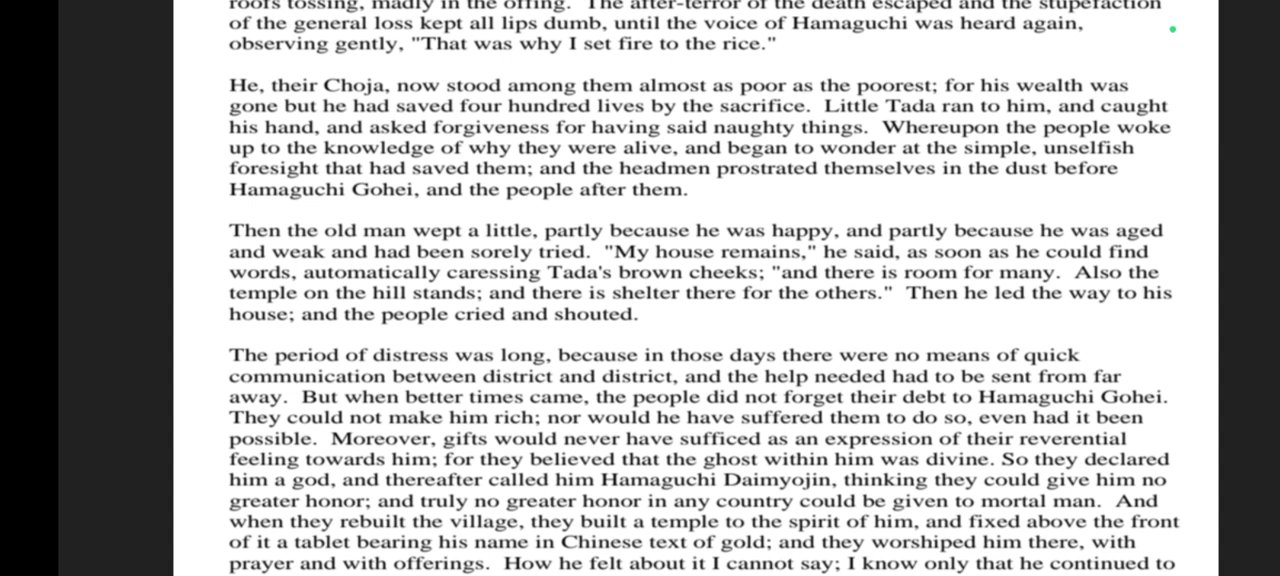 roofs tossing, madly in the offing.  The after-terror of the death escaped and the stupefaction
of the general loss kept all lips dumb, until the voice of Hamaguchi was heard again,
observing gently, "That was why I set fire to the rice."
He, their Choja, now stood among them almost as poor as the poorest; for his wealth was
gone but he had saved four hundred lives by the sacrifice.  Little Tada ran to him, and caught
his hand, and asked forgiveness for having said naughty things.  Whereupon the people woke
up to the knowledge of why they were alive, and began to wonder at the simple, unselfish
foresight that had saved them; and the headmen prostrated themselves in the dust before
Hamaguchi Gohei, and the people after them.
Then the old man wept a little, partly because he was happy, and partly because he was aged
and weak and had been sorely tried.  "My house remains," he said, as soon as he could find
words, automatically caressing Tada's brown cheeks; "and there is room for many.  Also the
temple on the hill stands; and there is shelter there for the others."  Then he led the way to his
house; and the people cried and shouted.
The period of distress was long, because in those days there were no means of quick
communication between district and district, and the help needed had to be sent from far
away.  But when better times came, the people did not forget their debt to Hamaguchi Gohei.
They could not make him rich; nor would he have suffered them to do so, even had it been
possible.  Moreover, gifts would never have sufficed as an expression of their reverential
feeling towards him; for they believed that the ghost within him was divine. So they declared
him a god, and thereafter called him Hamaguchi Daimyojin, thinking they could give him no
greater honor; and truly no greater honor in any country could be given to mortal man.  And
when they rebuilt the village, they built a temple to the spirit of him, and fixed above the front
of it a tablet bearing his name in Chinese text of gold; and they worshiped him there, with
prayer and with offerings.  How he felt about it I cannot say; I know only that he continued to